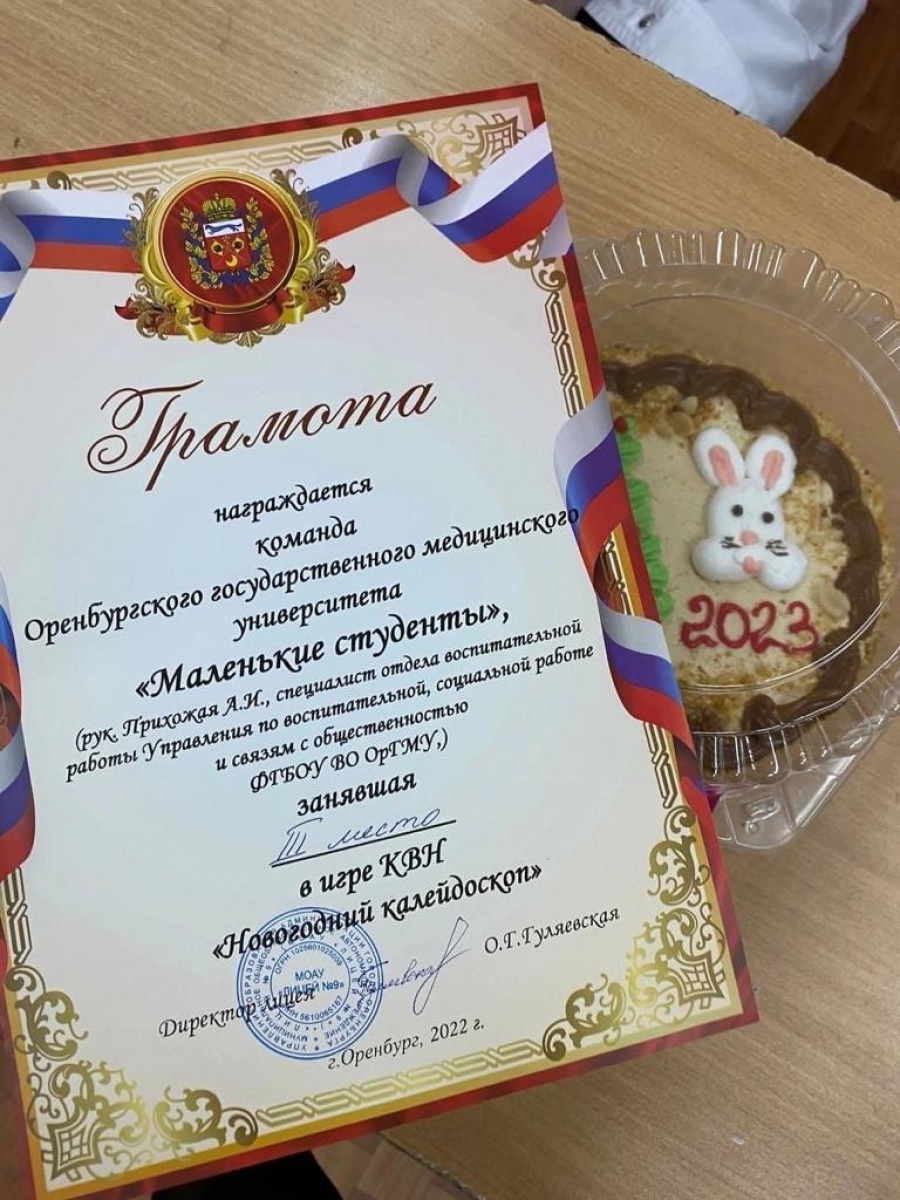 Грамота
награждается
команда
Оренбургского государственного медицинского
университета
«Маленькие студенты»,
(рук. Прихожая А.И., специалист отдела воспитательной
работы Управления по воспитательной, социальной работе
и связям с общественностью
ФГБОУ ВО ОрГМУ,)
занявшая
III место
в игре КВН
«Новогодний калейдоскоп»
Директор лицея
О.Г.Гуляевская
г.Оренбург, 2022 г.
МОАУ
«ЛИЦЕЙ №9»
2023